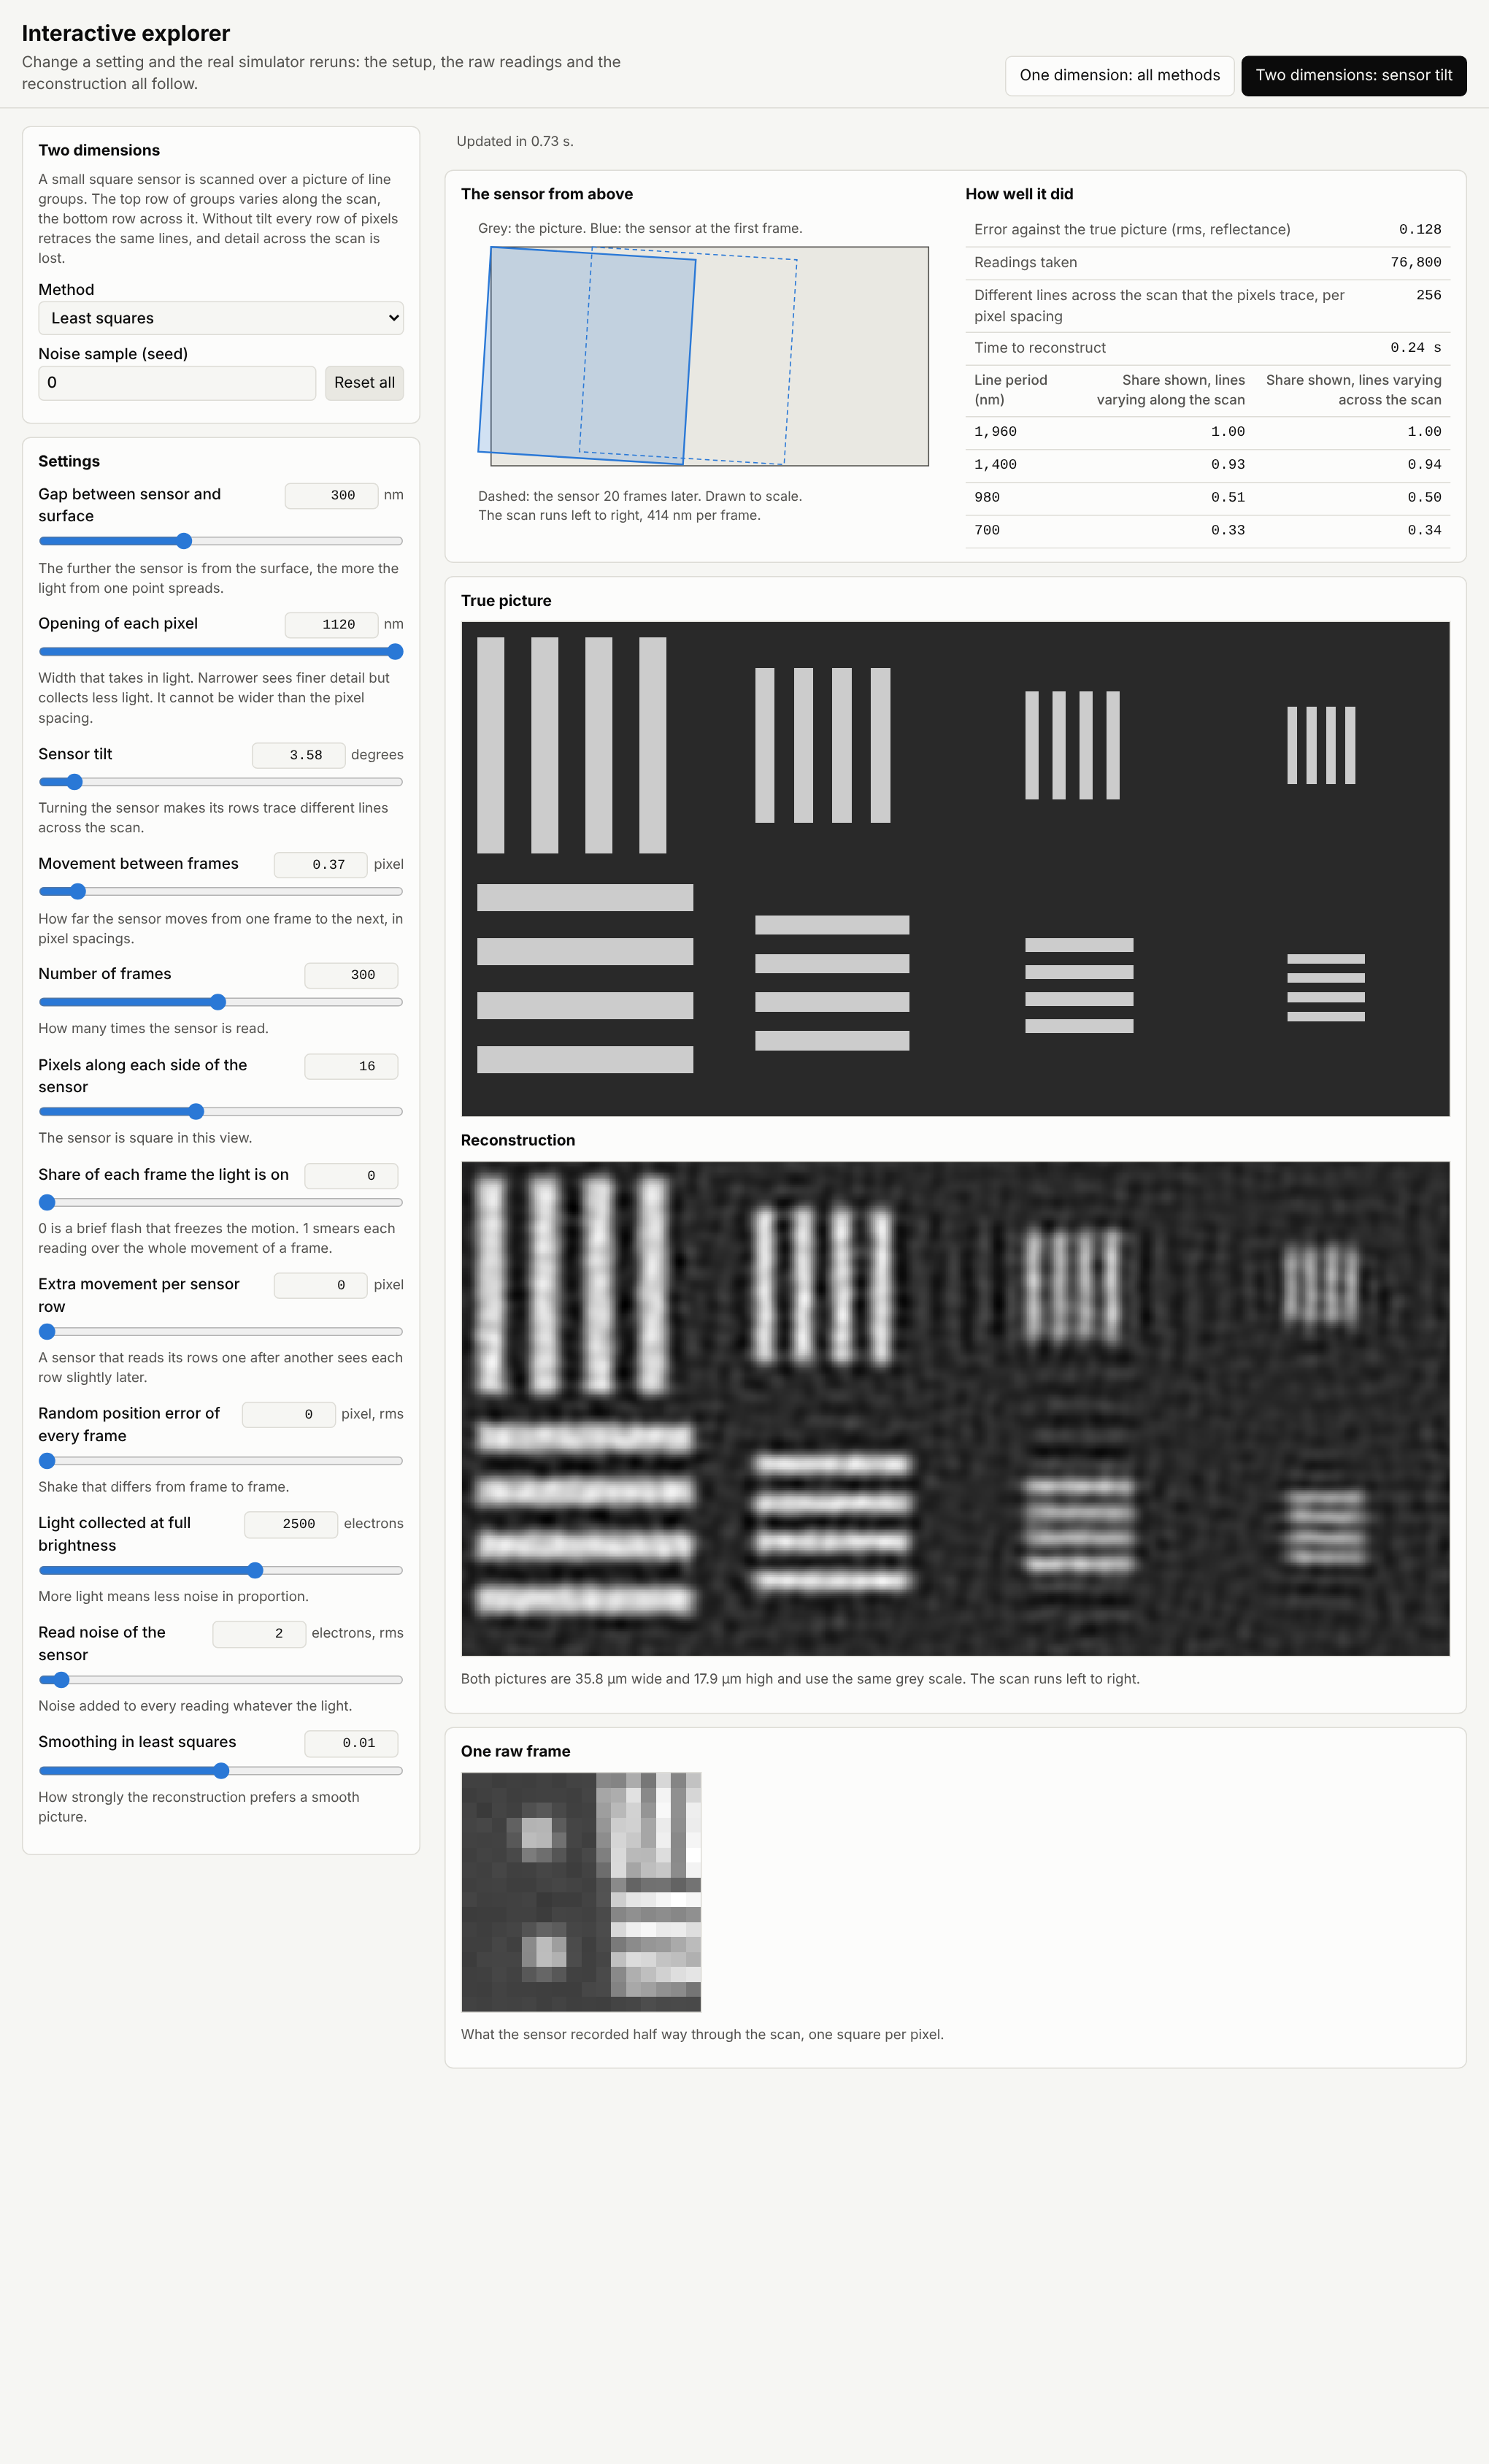 Interactive explorer
Change a setting and the real simulator reruns: the setup, the raw readings and the
reconstruction all follow.
One dimension: all methods
Two dimensions: sensor tilt
Two dimensions
A small square sensor is scanned over a picture of line
groups. The top row of groups varies along the scan,
the bottom row across it. Without tilt every row of pixels
retraces the same lines, and detail across the scan is
lost.
Method
Least squares
Noise sample (seed)
0
Reset all
Settings
Gap between sensor and
surface
300 nm
The further the sensor is from the surface, the more the
light from one point spreads.
Opening of each pixel
1120 nm
Width that takes in light. Narrower sees finer detail but
collects less light. It cannot be wider than the pixel
spacing.
Sensor tilt
3.58 degrees
Turning the sensor makes its rows trace different lines
across the scan.
Movement between frames
0.37 pixel
How far the sensor moves from one frame to the next, in
pixel spacings.
Number of frames
300
How many times the sensor is read.
Pixels along each side of the
sensor
16
The sensor is square in this view.
Share of each frame the light is on
0
0 is a brief flash that freezes the motion. 1 smears each
reading over the whole movement of a frame.
Extra movement per sensor
row
0 pixel
A sensor that reads its rows one after another sees each
row slightly later.
Random position error of
every frame
0 pixel, rms
Shake that differs from frame to frame.
Light collected at full
brightness
2500 electrons
More light means less noise in proportion.
Read noise of the
sensor
2 electrons, rms
Noise added to every reading whatever the light.
Smoothing in least squares
0.01
How strongly the reconstruction prefers a smooth
picture.
Updated in 0.73 s.
The sensor from above
Grey: the picture. Blue: the sensor at the first frame.
Dashed: the sensor 20 frames later. Drawn to scale.
The scan runs left to right, 414 nm per frame.
How well it did
Error against the true picture (rms, reflectance) 0.128
Readings taken 76,800
Different lines across the scan that the pixels trace, per
pixel spacing
256
Time to reconstruct 0.24 s
Line period
(nm)
Share shown, lines
varying along the scan
Share shown, lines varying
across the scan
1,960 1.00 1.00
1,400 0.93 0.94
980 0.51 0.50
700 0.33 0.34
True picture
Reconstruction
Both pictures are 35.8 µm wide and 17.9 µm high and use the same grey scale. The scan runs left to right.
One raw frame
What the sensor recorded half way through the scan, one square per pixel.